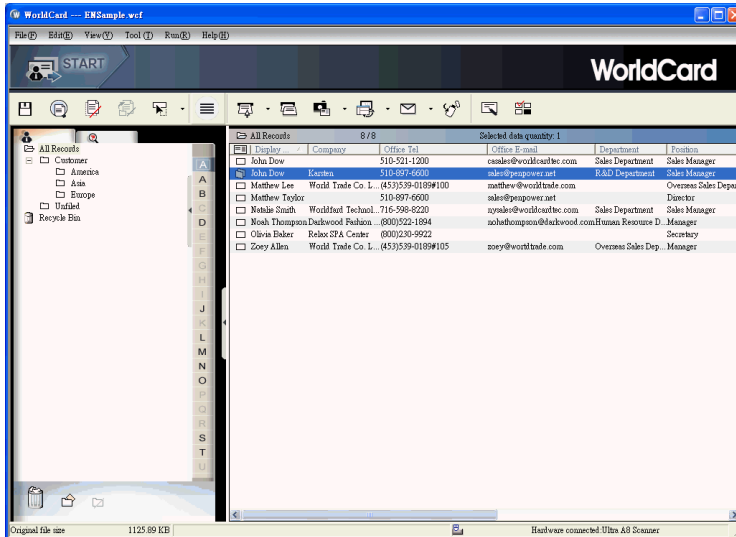 WorldCard --- ENSample.wcf
File(F) Edit(E) View(V) Tool (T) Run(R) Help(H)
START
WorldCard
All Records 8 / 8 Selected data quantity: 1
Display ... Company Office Tel Office E-mail Department Position
John Dow 510-521-1200 casales@worldcardtec.com Sales Department Sales Manager
John Dow Karsten 510-897-6600 sales@penpower.net R&D Department Sales Manager
Matthew Lee World Trade Co. L... (453)539-0189#100 matthew@worldtrade.com Overseas Sales Depar
Matthew Taylor 510-897-6600 sales@penpower.net Director
Natalie Smith Worldfard Technol... 716-598-8220 nysales@worldcardtec.com Sales Department Sales Manager
Noah Thompson Darkwood Fashion ... (800)522-1894 nohathompson@darkwood.com Human Resource D... Manager
Olivia Baker Relax SPA Center (800)230-9922 Secretary
Zoey Allen World Trade Co. L... (453)539-0189#105 zoey@worldtrade.com Overseas Sales Dep... Manager
All Records
Customer
America
Asia
Europe
Unfiled
Recycle Bin
A
A
B
C
D
E
F
G
H
I
J
K
L
M
N
O
P
Q
R
S
T
U
Original file size 1125.89 KB Hardware connected:Ultra A8 Scanner